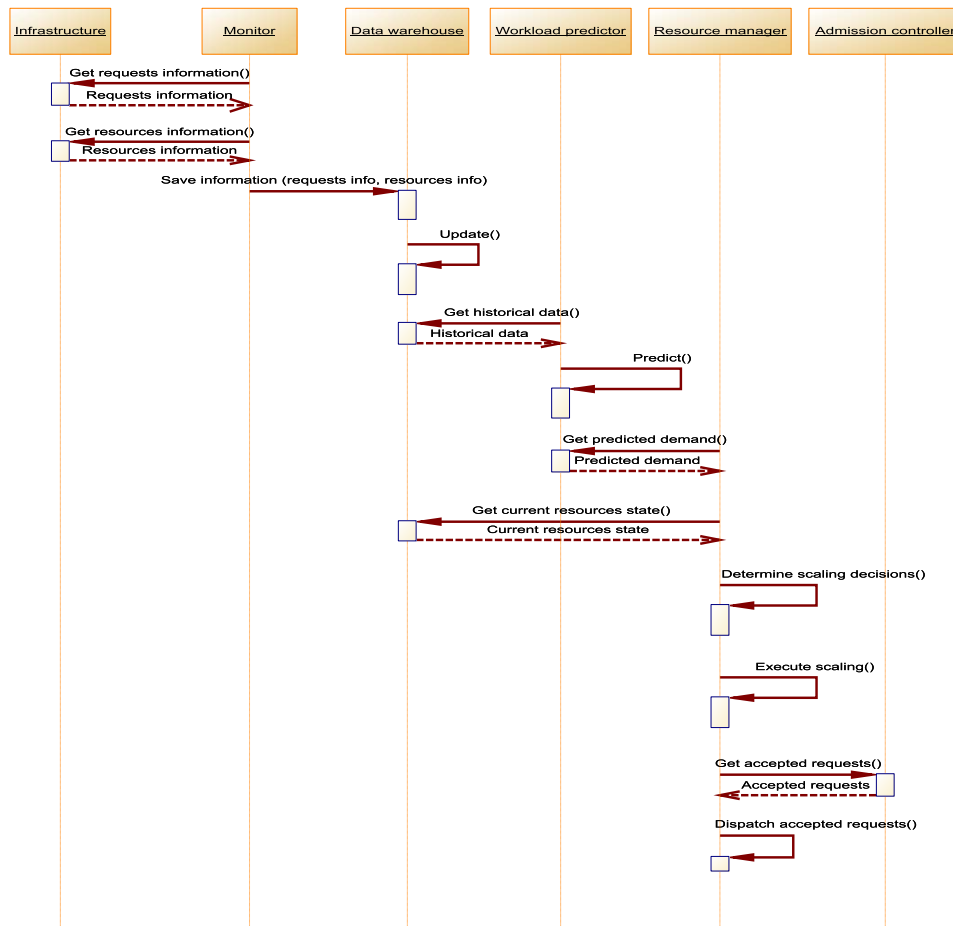 Infrastructure
Monitor
Data warehouse
Workload predictor
Resource manager
Admission controller
Get requests information()
Requests information
Get resources information()
Resources information
Save information (requests info, resources info)
Update()
Get historical data()
Historical data
Predict()
Get predicted demand()
Predicted demand
Get current resources state()
Current resources state
Determine scaling decisions()
Execute scaling()
Get accepted requests()
Accepted requests
Dispatch accepted requests()